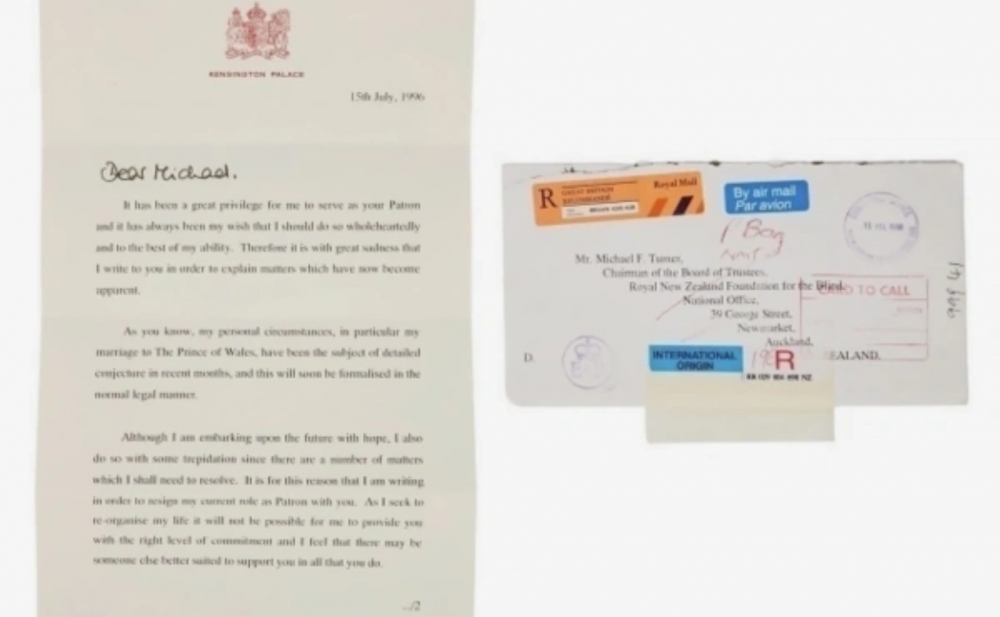 KENSINGTON PALACE
15th July, 1996
Dear Michael.
It has been a great privilege for me to serve as your Patron
and it has always been my wish that I should do so wholeheartedly
and to the best of my ability. Therefore it is with great sadness that
I write to you in order to explain matters which have now become
apparent.
As you know, my personal circumstances, in particular my
marriage to The Prince of Wales, have been the subject of detailed
conjecture in recent months, and this will soon be formalised in the
normal legal manner.
Although I am embarking upon the future with hope, I also
do so with some trepidation since there are a number of matters
which I shall need to resolve. It is for this reason that I am writing
in order to resign my current role as Patron with you. As I seek to
re-organise my life it will not be possible for me to provide you
with the right level of commitment and I feel that there may be
someone else better suited to support you in all that you do.
.../2
R
GREAT BRITAIN
Royal Mail
By air mail
Par avion
Mr. Michael F. Turner,
Chairman of the Board of Trustees,
Royal New Zealand Foundation for the Blind,
National Office,
39 George Street,
Newmarket,
Auckland,
D.
EALAND.
CARD TO CALL
INTERNATIONAL
ORIGIN
R